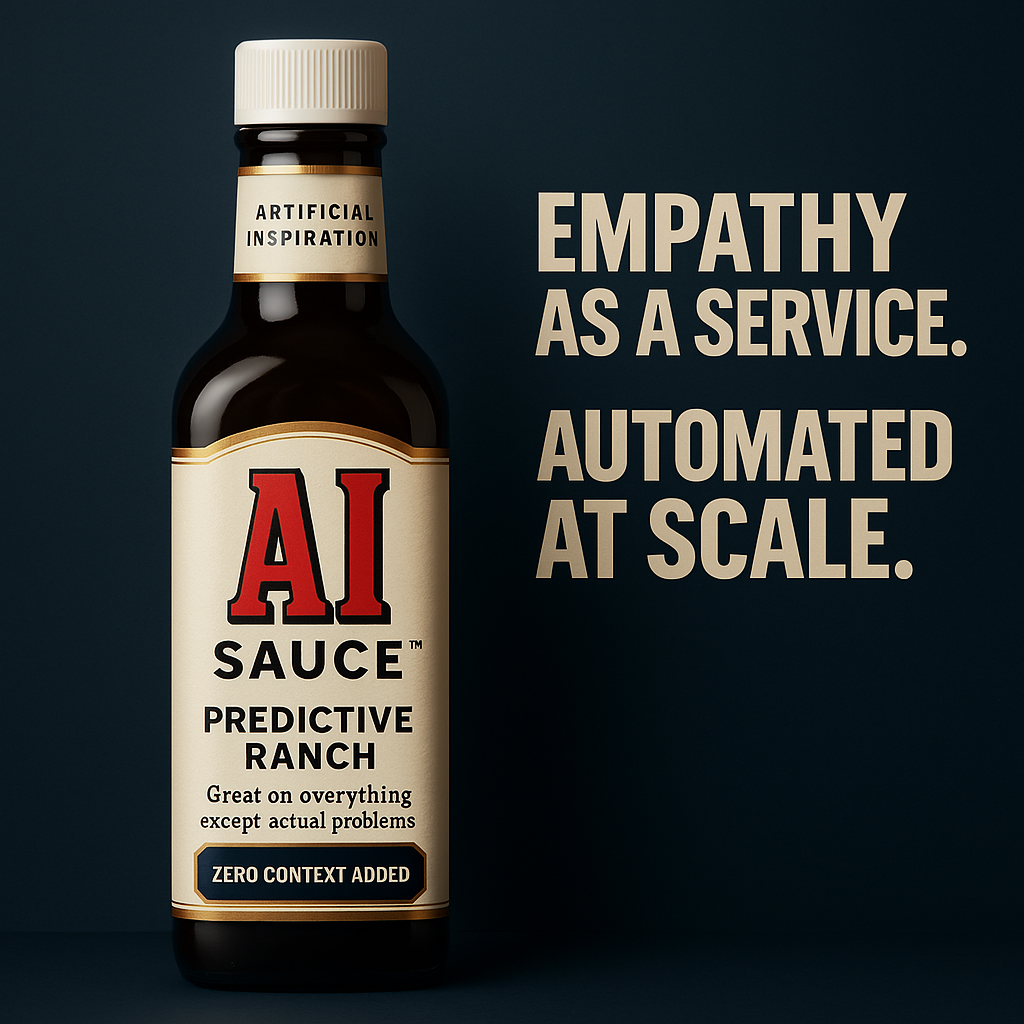 ARTIFICIAL
INSPIRATION
AI
SAUCE™
PREDICTIVE
RANCH
Great on overything
except actual problems
ZERO CONTEXT ADDED
EMPATHY
AS A SERVICE.
AUTOMATED
AT SCALE.